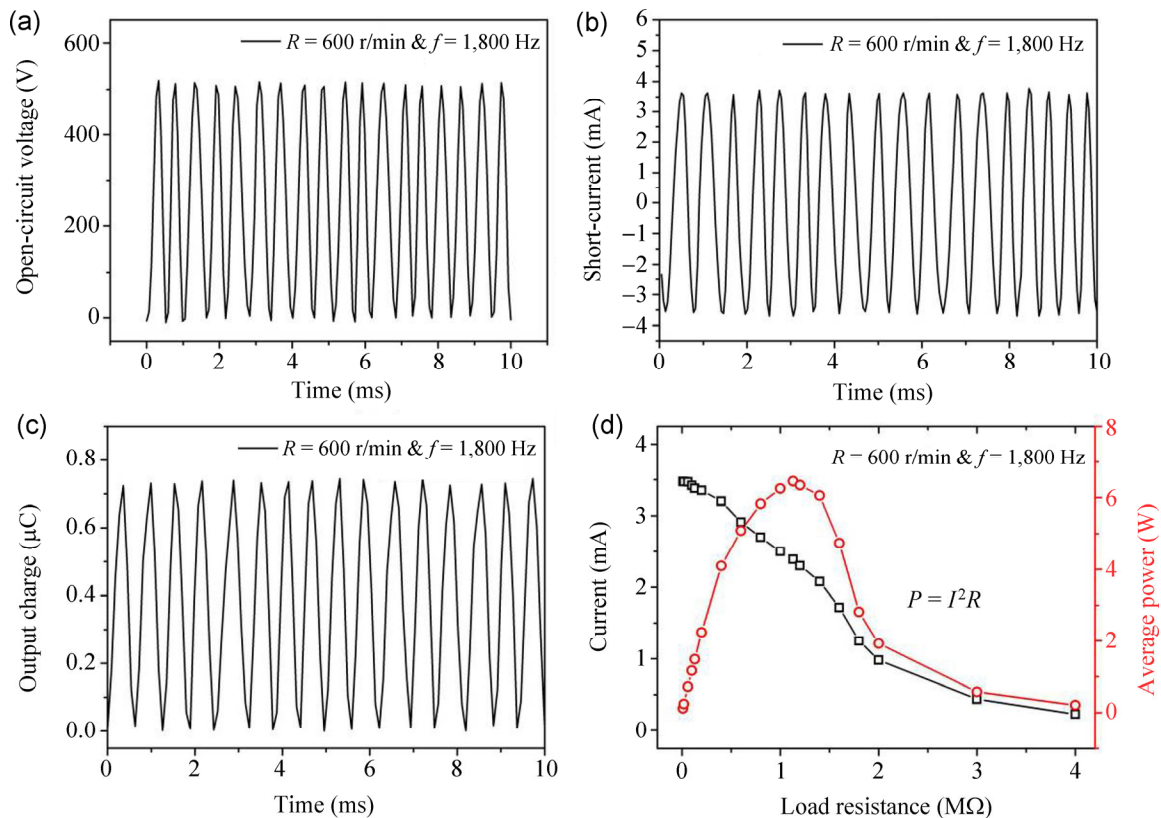 (a)
R = 600 r/min & f = 1,800 Hz
600
400
200
0
Open-circuit voltage (V)
0 2 4 6 8 10
Time (ms)
(b)
R = 600 r/min & f = 1,800 Hz
6
5
4
3
2
1
0
−1
−2
−3
−4
Short-current (mA)
0 2 4 6 8 10
Time (ms)
(c)
R = 600 r/min & f = 1,800 Hz
0.8
0.6
0.4
0.2
0.0
Output charge (μC)
0 2 4 6 8 10
Time (ms)
(d)
R = 600 r/min & f = 1,800 Hz
4
3
2
1
0
Current (mA)
P = I²R
8
6
4
2
0
Average power (W)
0 1 2 3 4
Load resistance (MΩ)